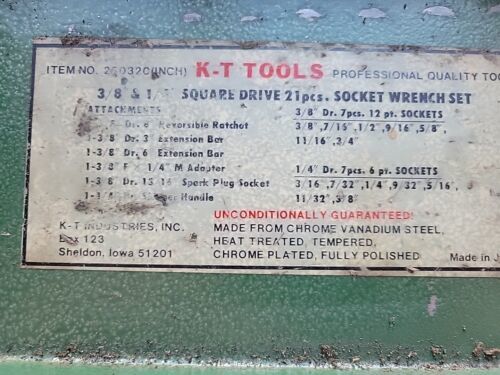 ITEM NO. (INCH) K-T TOOLS PROFESSIONAL QUALITY TOO
3/8 & SQUARE DRIVE 21pcs. SOCKET WRENCH SET
ATTACHMENTS
Dr. Reversible Ratchot
1-3/8 Dr. 3 Extension Bar
1-3/8 Dr. 6 Extension Bar
1-3/8 F × 1/4" M Adapter
1-3/8 Dr. Spark Plug Socket
Handle
3/8" Dr. 7pcs. 12 pt. SOCKETS
3/8", 7/16", 1/2", 9/16", 5/8",
11/16", 3/4"
1/4" Dr. 7pcs. 6 pt. SOCKETS
3/16", 7/32", 1/4", 9/32", 5/16",
11/32", 3/8"
K-T INDUSTRIES, INC.
Box 123
Sheldon, Iowa 51201
UNCONDITIONALLY GUARANTEED!
MADE FROM CHROME VANADIUM STEEL,
HEAT TREATED, TEMPERED,
CHROME PLATED, FULLY POLISHED
Made in J